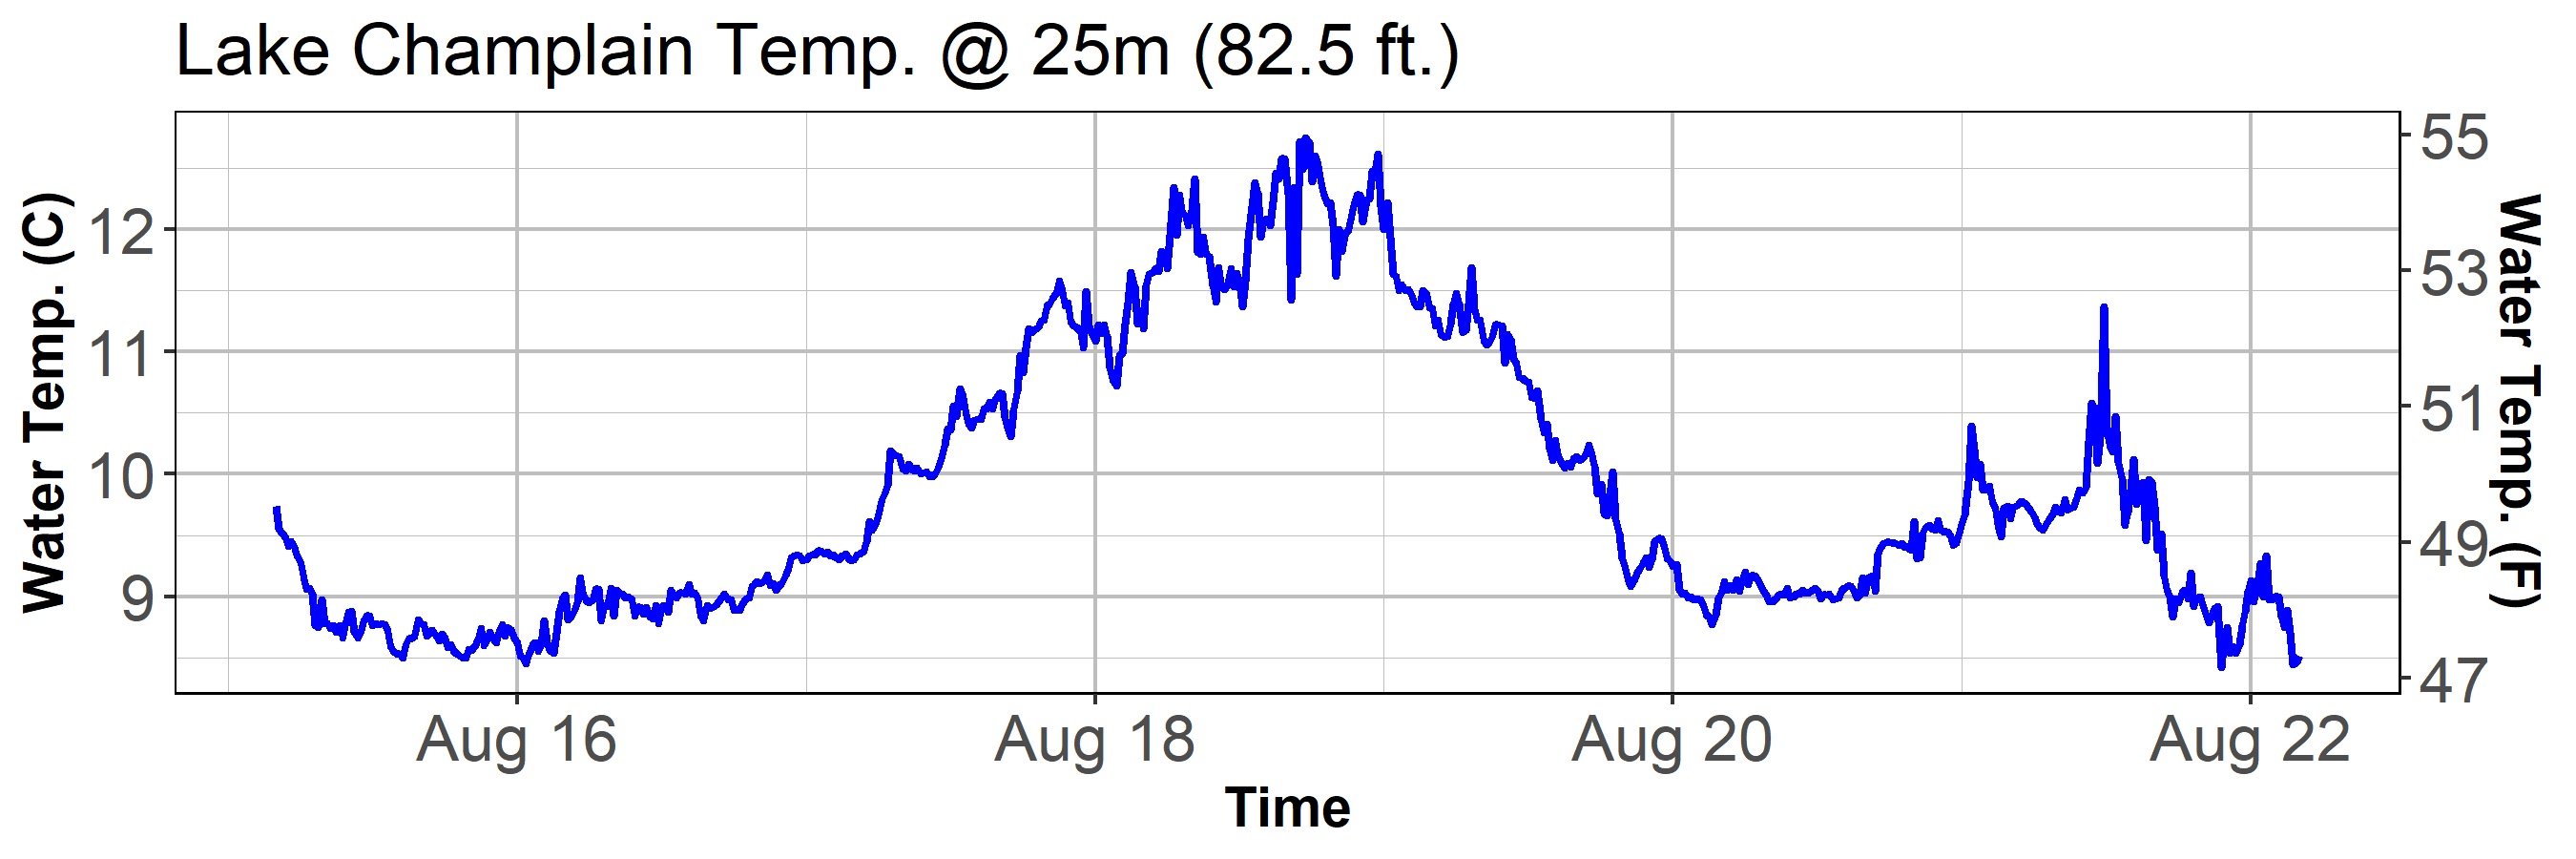 Lake Champlain Temp. @ 25m (82.5 ft.)
Water Temp. (C)
12
11
10
9
55
53
51
49
47
Water Temp. (F)
Aug 16 Aug 18 Aug 20 Aug 22
Time